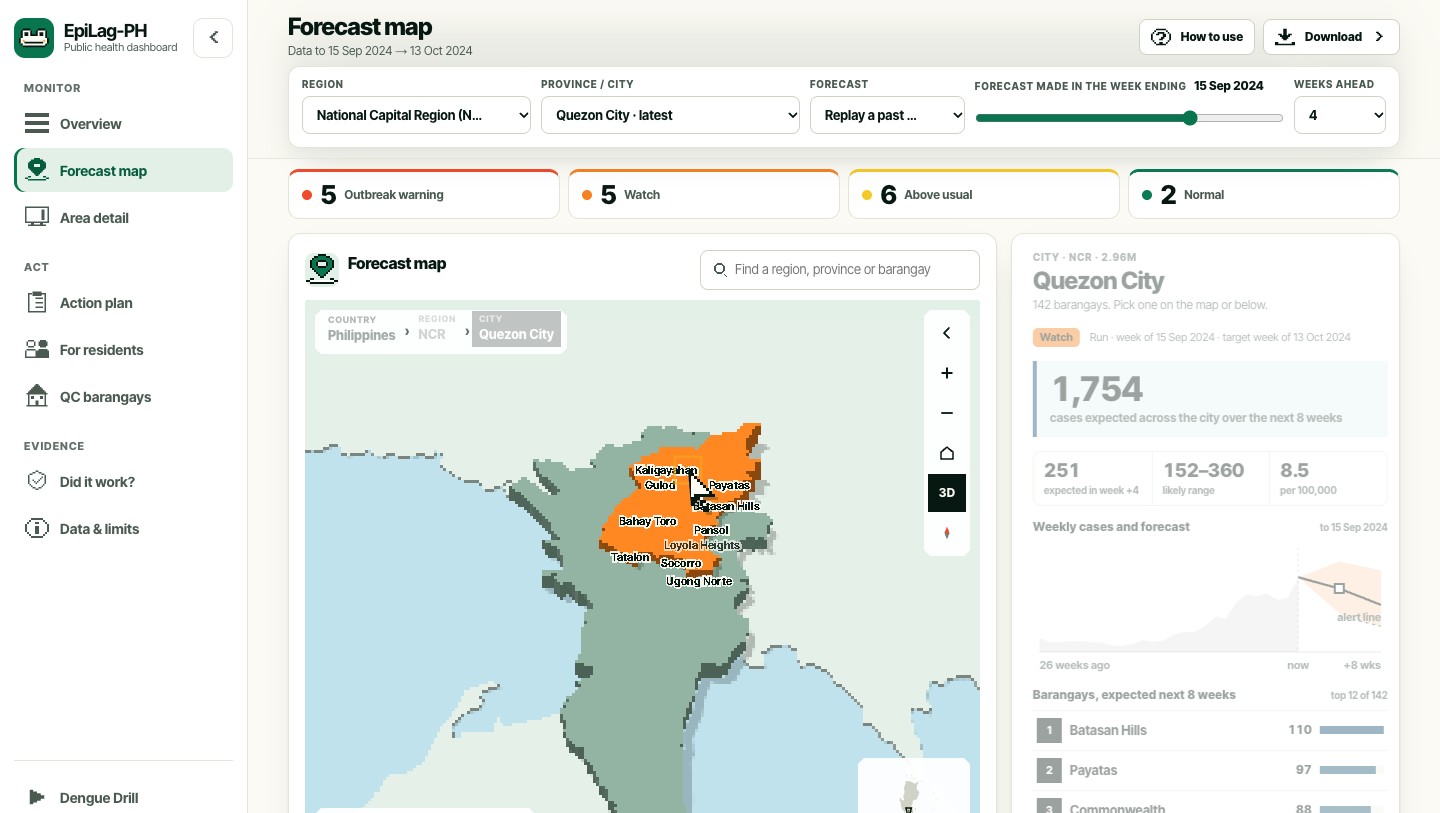 EpiLag-PH
Public health dashboard
MONITOR
Overview
Forecast map
Area detail
ACT
Action plan
For residents
QC barangays
EVIDENCE
Did it work?
Data & limits
Dengue Drill
Forecast map
Data to 15 Sep 2024 → 13 Oct 2024
How to use
Download
REGION
National Capital Region (N...
PROVINCE / CITY
Quezon City · latest
FORECAST
Replay a past ...
FORECAST MADE IN THE WEEK ENDING 15 Sep 2024
WEEKS AHEAD
4
5 Outbreak warning
5 Watch
6 Above usual
2 Normal
Forecast map
Find a region, province or barangay
COUNTRY
Philippines
REGION
NCR
CITY
Quezon City
3D
Kaligayahan
Gulod
Payatas
Batasan Hills
Bahay Toro
Pansol
Loyola Heights
Tatalon
Socorro
Ugong Norte
CITY · NCR · 2.96M
Quezon City
142 barangays. Pick one on the map or below.
Watch
Run · week of 15 Sep 2024 · target week of 13 Oct 2024
1,754
cases expected across the city over the next 8 weeks
251
expected in week +4
152–360
likely range
8.5
per 100,000
Weekly cases and forecast
to 15 Sep 2024
alert line
26 weeks ago
now
+8 wks
Barangays, expected next 8 weeks
top 12 of 142
1 Batasan Hills 110
2 Payatas 97
3 Commonwealth 88